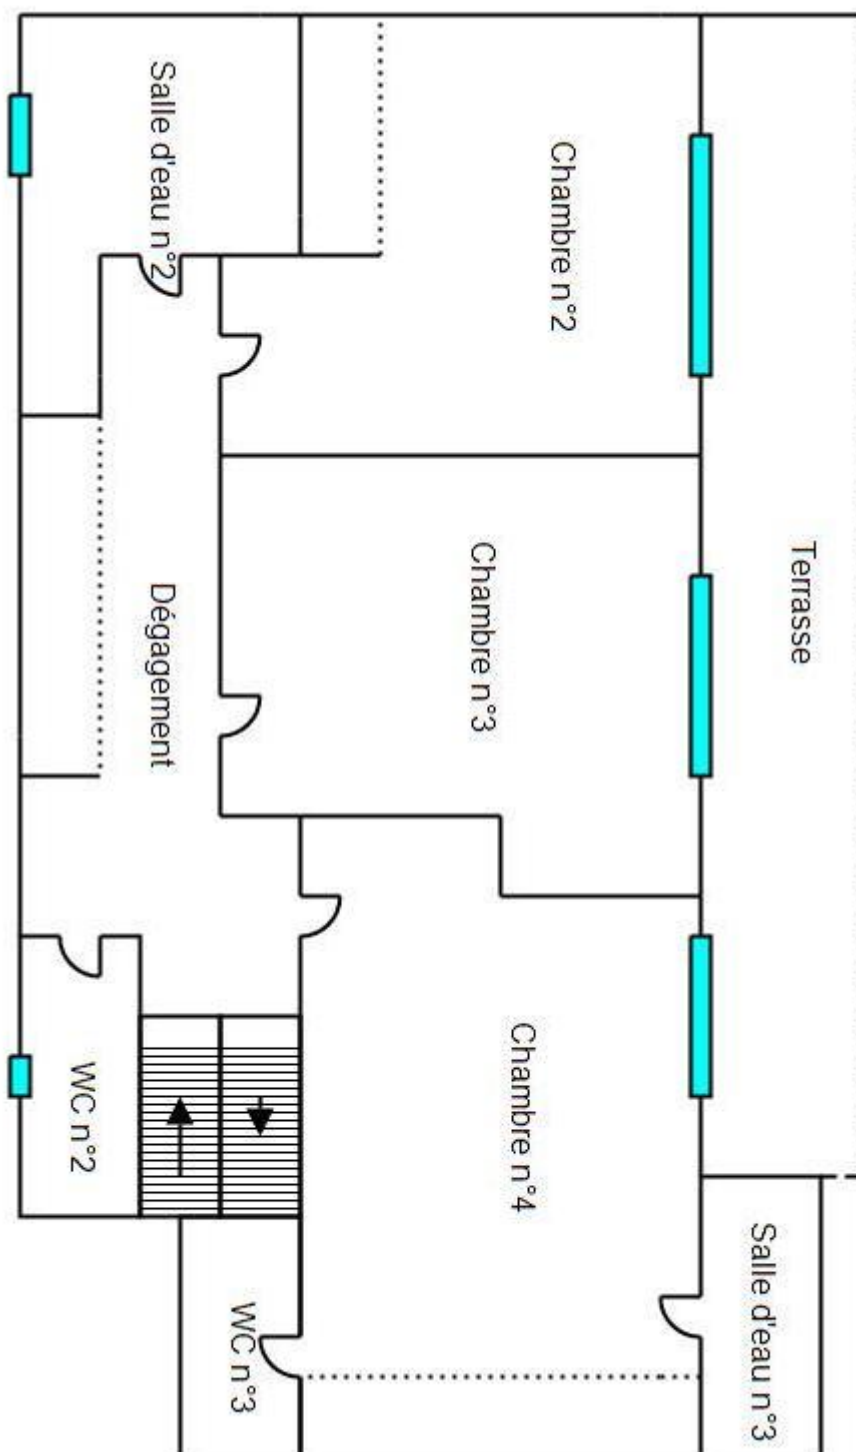 Salle d'eau n°2
Chambre n°2
Terrasse
Chambre n°3
Dégagement
Chambre n°4
WC n°2
Salle d'eau n°3
WC n°3